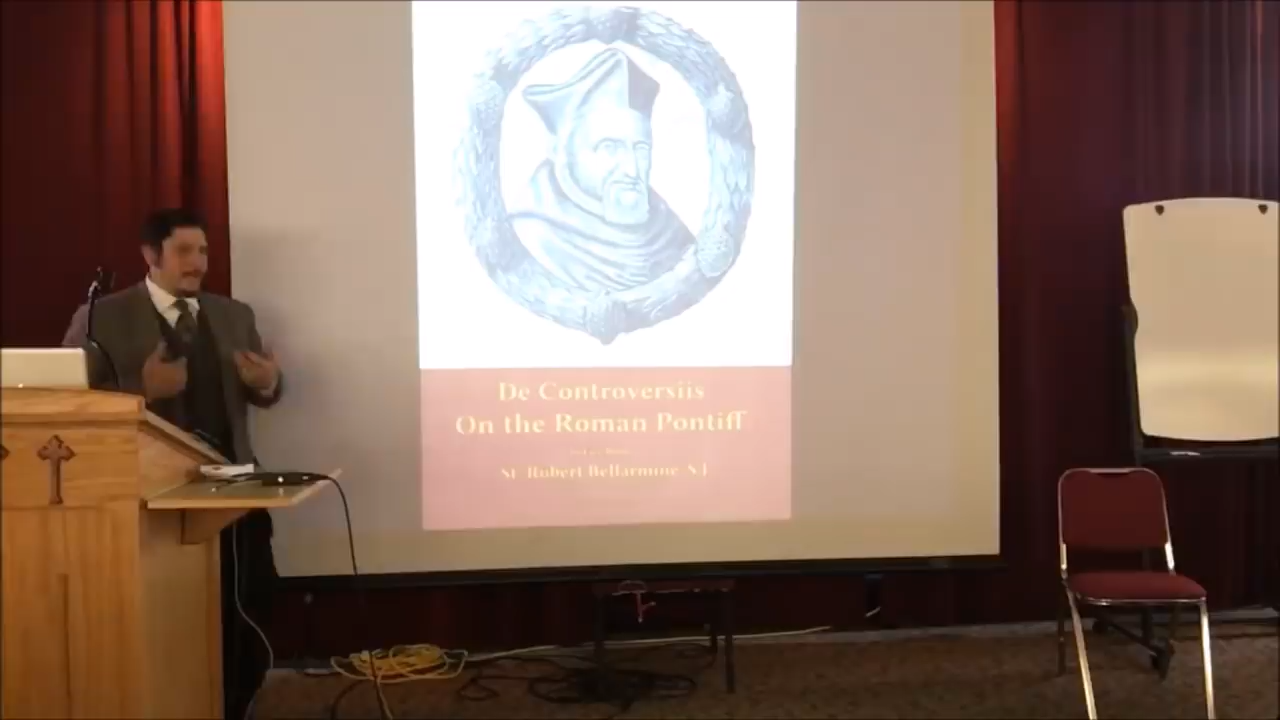 De Controversiis
On the Roman Pontiff
St Robert Bellarmine S.J